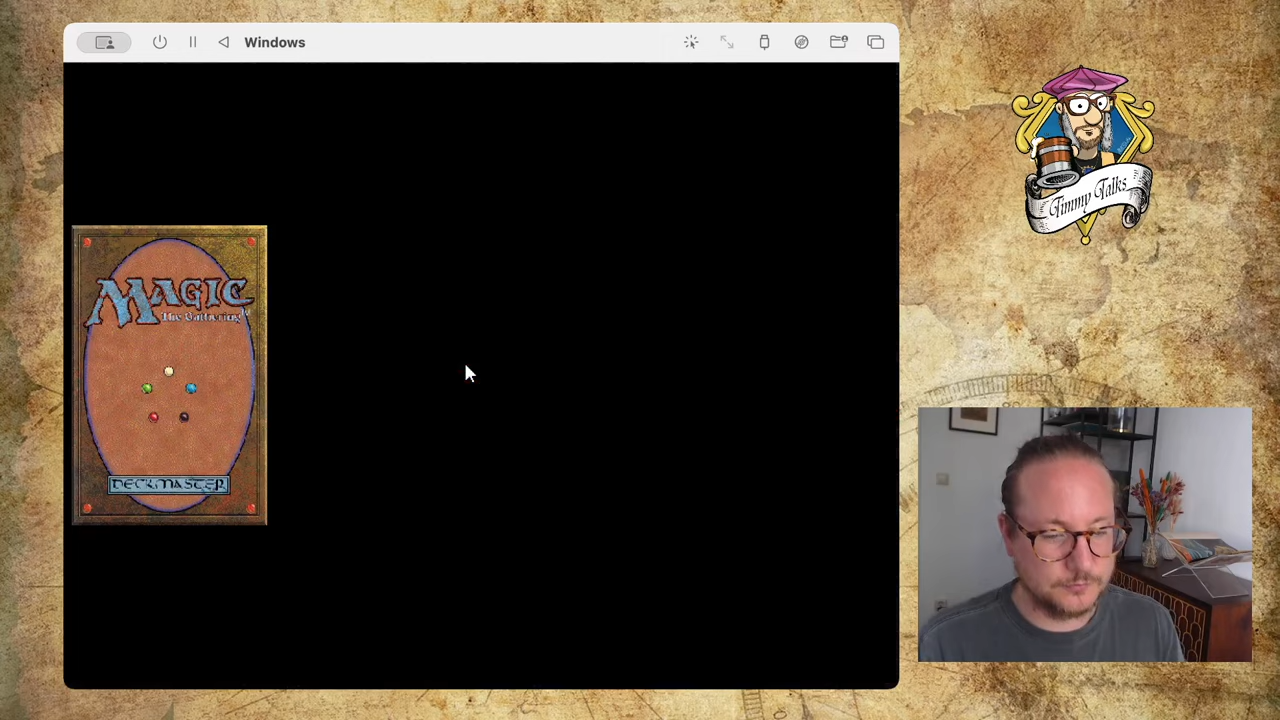 Windows
MAGIC
The Gathering
DECKMASTER
Timmy Talks